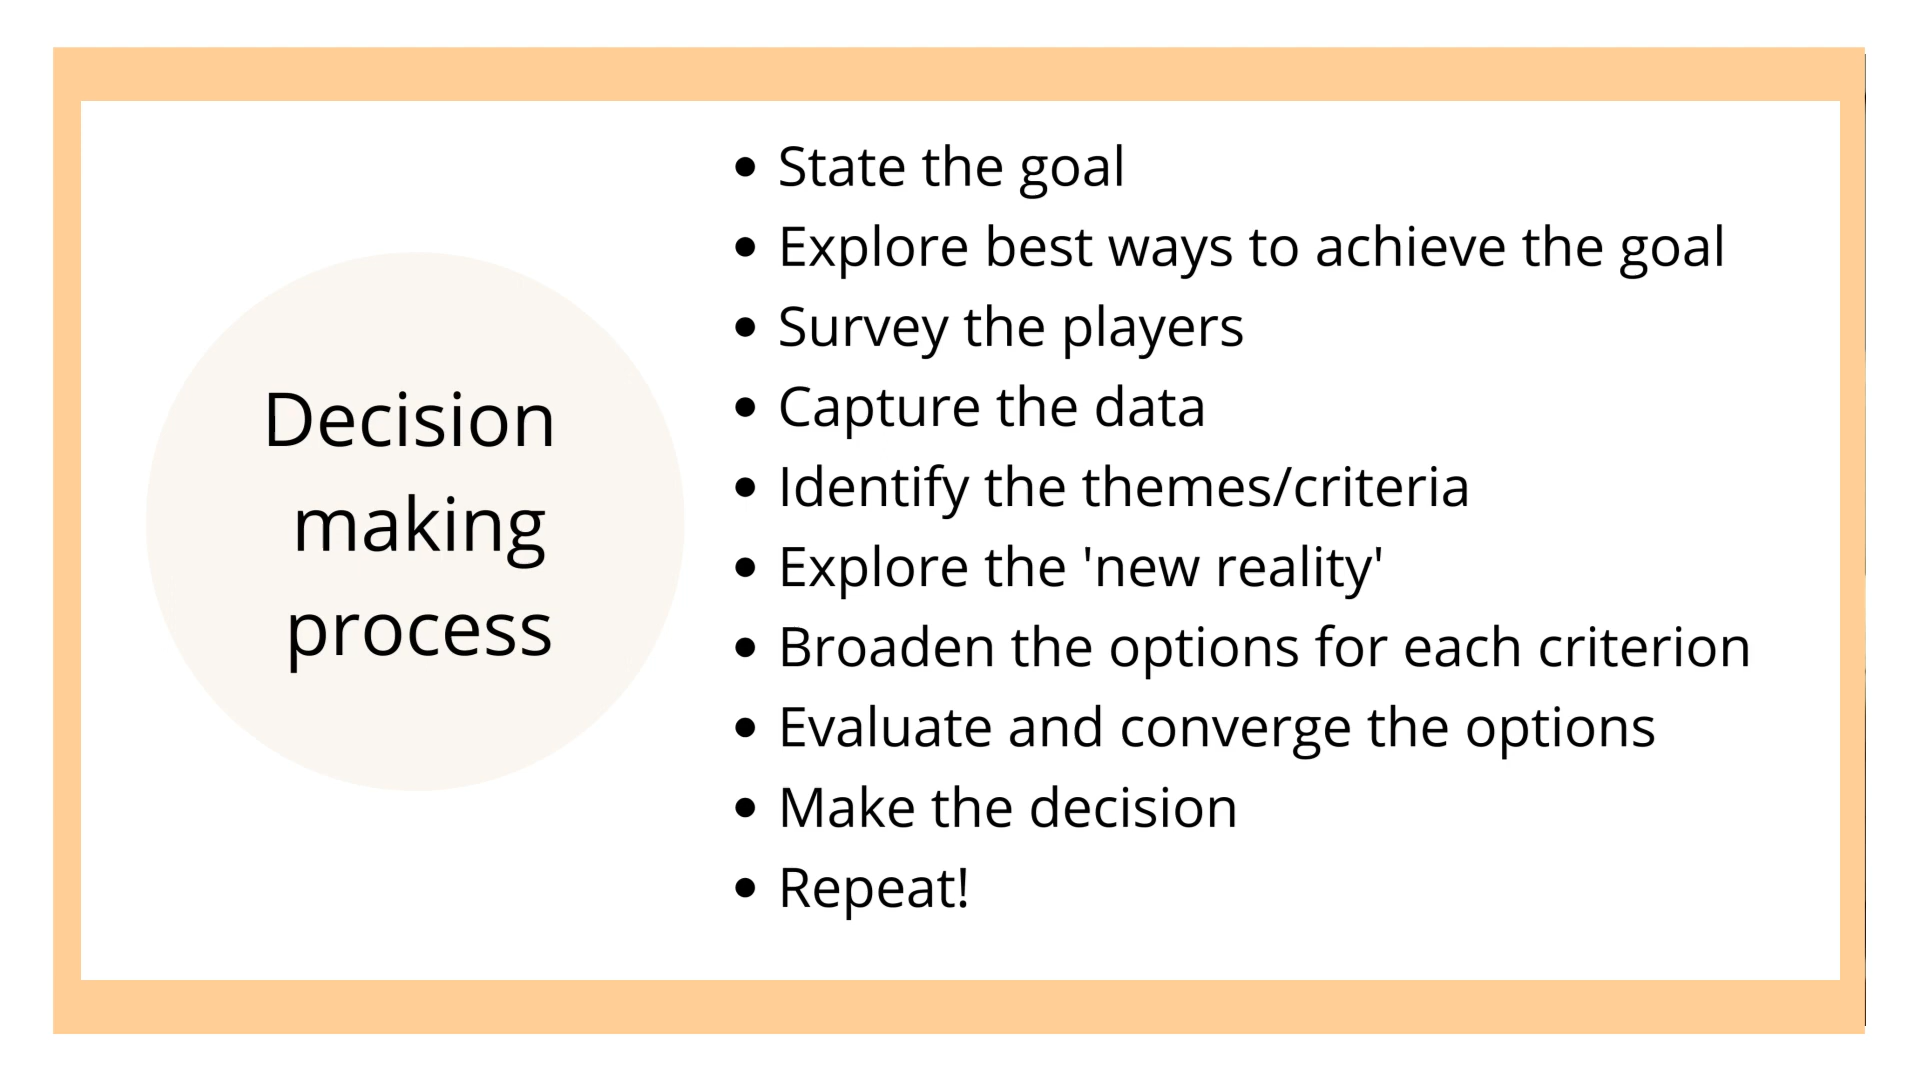 Decision
making
process
• State the goal
• Explore best ways to achieve the goal
• Survey the players
• Capture the data
• Identify the themes/criteria
• Explore the 'new reality'
• Broaden the options for each criterion
• Evaluate and converge the options
• Make the decision
• Repeat!